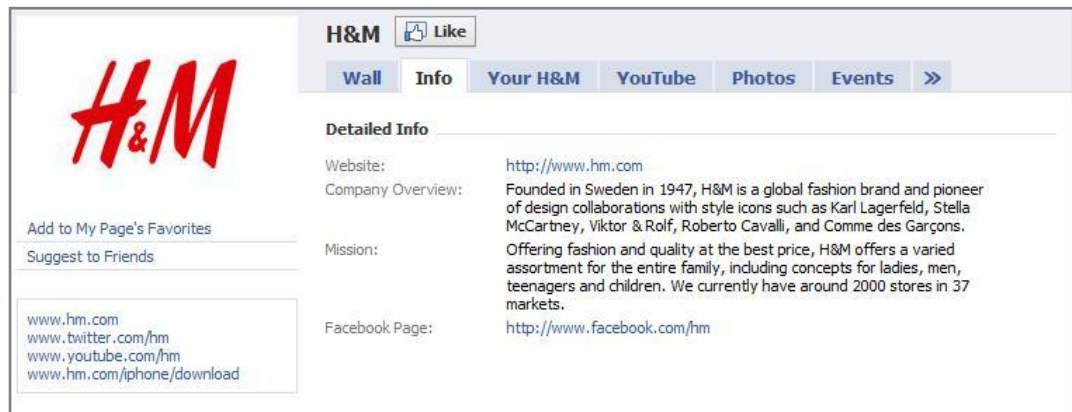 H&M
H&M Like
Wall Info Your H&M YouTube Photos Events »
Detailed Info
Website: http://www.hm.com
Company Overview: Founded in Sweden in 1947, H&M is a global fashion brand and pioneer
of design collaborations with style icons such as Karl Lagerfeld, Stella
McCartney, Viktor & Rolf, Roberto Cavalli, and Comme des Garçons.
Mission: Offering fashion and quality at the best price, H&M offers a varied
assortment for the entire family, including concepts for ladies, men,
teenagers and children. We currently have around 2000 stores in 37
markets.
Facebook Page: http://www.facebook.com/hm
Add to My Page's Favorites
Suggest to Friends
www.hm.com
www.twitter.com/hm
www.youtube.com/hm
www.hm.com/iphone/download